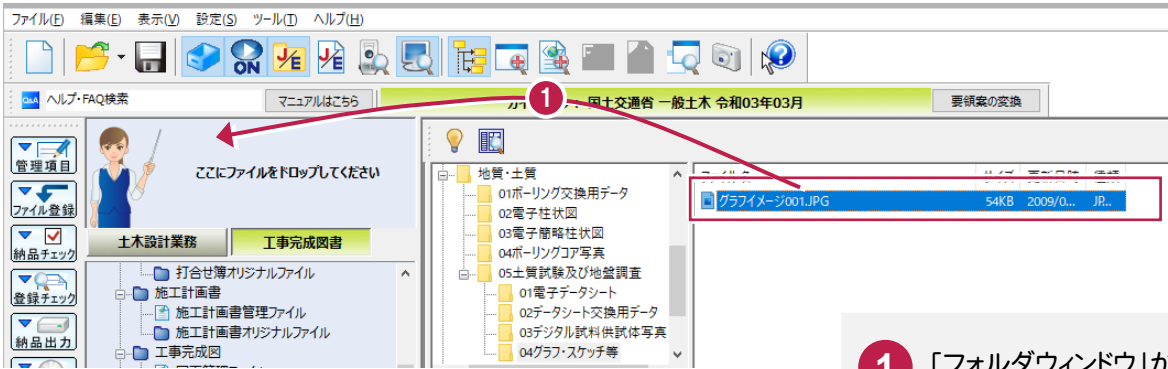 ファイル(F) 編集(E) 表示(V) 設定(S) ツール(T) ヘルプ(H)
ON J/E J/E
Q&A ヘルプ・FAQ検索 マニュアルはこちら 国土交通省 一般土木 令和03年03月 要領案の変換
1
管理項目
ファイル登録
納品チェック
登録チェック
納品出力
ここにファイルをドロップしてください
土木設計業務 工事完成図書
打合せ簿オリジナルファイル
施工計画書
施工計画書管理ファイル
施工計画書オリジナルファイル
工事完成図
地質・土質
01ボーリング交換用データ
02電子柱状図
03電子簡略柱状図
04ボーリングコア写真
05土質試験及び地盤調査
01電子データシート
02データシート交換用データ
03デジタル試料供試体写真
04グラフ・スケッチ等
グラフイメージ001.JPG 54KB 2009/0... JP...
1 「フォルダウィンドウ」か